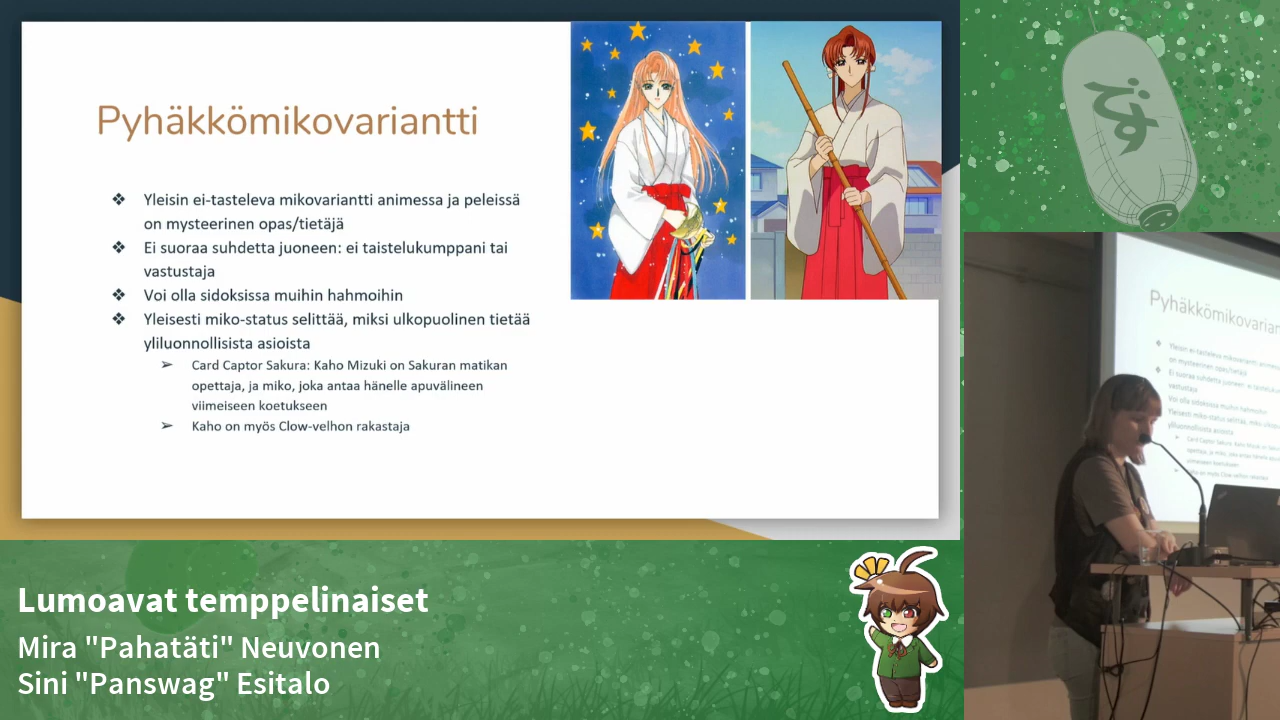 Pyhäkkömikovariantti
❖ Yleisin ei-tasteleva mikovariantti animessa ja peleissä
on mysteerinen opas/tietäjä
❖ Ei suoraa suhdetta juoneen: ei taistelukumppani tai
vastustaja
❖ Voi olla sidoksissa muihin hahmoihin
❖ Yleisesti miko-status selittää, miksi ulkopuolinen tietää
yliluonnollisista asioista
➢ Card Captor Sakura: Kaho Mizuki on Sakuran matikan
opettaja, ja miko, joka antaa hänelle apuvälineen
viimeiseen koetukseen
➢ Kaho on myös Clow-velhon rakastaja
Pyhäkkömikovarian
Lumoavat temppelinaiset
Mira "Pahatäti" Neuvonen
Sini "Panswag" Esitalo